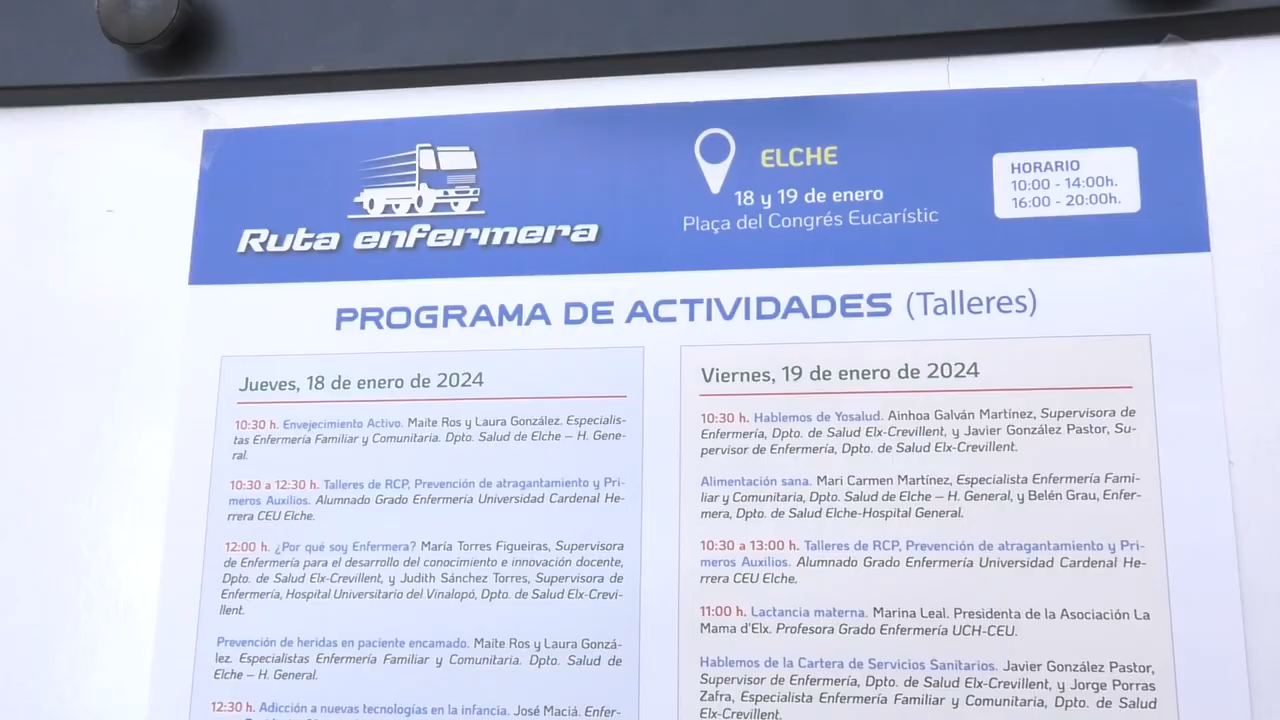 Ruta enfermera
ELCHE
18 y 19 de enero
Plaça del Congrés Eucarístic
HORARIO
10:00 - 14:00h.
16:00 - 20:00h.
PROGRAMA DE ACTIVIDADES (Talleres)
Jueves, 18 de enero de 2024
10:30 h. Envejecimiento Activo. Maite Ros y Laura González. Especialis-
tas Enfermería Familiar y Comunitaria. Dpto. Salud de Elche – H. Gene-
ral.
10:30 a 12:30 h. Talleres de RCP, Prevención de atragantamiento y Pri-
meros Auxilios. Alumnado Grado Enfermería Universidad Cardenal He-
rrera CEU Elche.
12:00 h. ¿Por qué soy Enfermera? María Torres Figueiras, Supervisora
de Enfermería para el desarrollo del conocimiento e innovación docente,
Dpto. de Salud Elx-Crevillent, y Judith Sánchez Torres, Supervisora de
Enfermería, Hospital Universitario del Vinalopó, Dpto. de Salud Elx-Crevi-
llent.
Prevención de heridas en paciente encamado. Maite Ros y Laura Gonzá-
lez. Especialistas Enfermería Familiar y Comunitaria. Dpto. Salud de
Elche – H. General.
12:30 h. Adicción a nuevas tecnologías en la infancia. José Maciá. Enfer-
Viernes, 19 de enero de 2024
10:30 h. Hablemos de Yosalud. Ainhoa Galván Martínez, Supervisora de
Enfermería, Dpto. de Salud Elx-Crevillent, y Javier González Pastor, Su-
pervisor de Enfermería, Dpto. de Salud Elx-Crevillent.
Alimentación sana. Mari Carmen Martínez, Especialista Enfermería Fami-
liar y Comunitaria, Dpto. Salud de Elche – H. General, y Belén Grau, Enfer-
mera, Dpto. de Salud Elche-Hospital General.
10:30 a 13:00 h. Talleres de RCP, Prevención de atragantamiento y Pri-
meros Auxilios. Alumnado Grado Enfermería Universidad Cardenal He-
rrera CEU Elche.
11:00 h. Lactancia materna. Marina Leal. Presidenta de la Asociación La
Mama d'Elx. Profesora Grado Enfermería UCH-CEU.
Hablemos de la Cartera de Servicios Sanitarios. Javier González Pastor,
Supervisor de Enfermería, Dpto. de Salud Elx-Crevillent, y Jorge Porras
Zafra, Especialista Enfermería Familiar y Comunitaria, Dpto. de Salud
Elx-Crevillent.